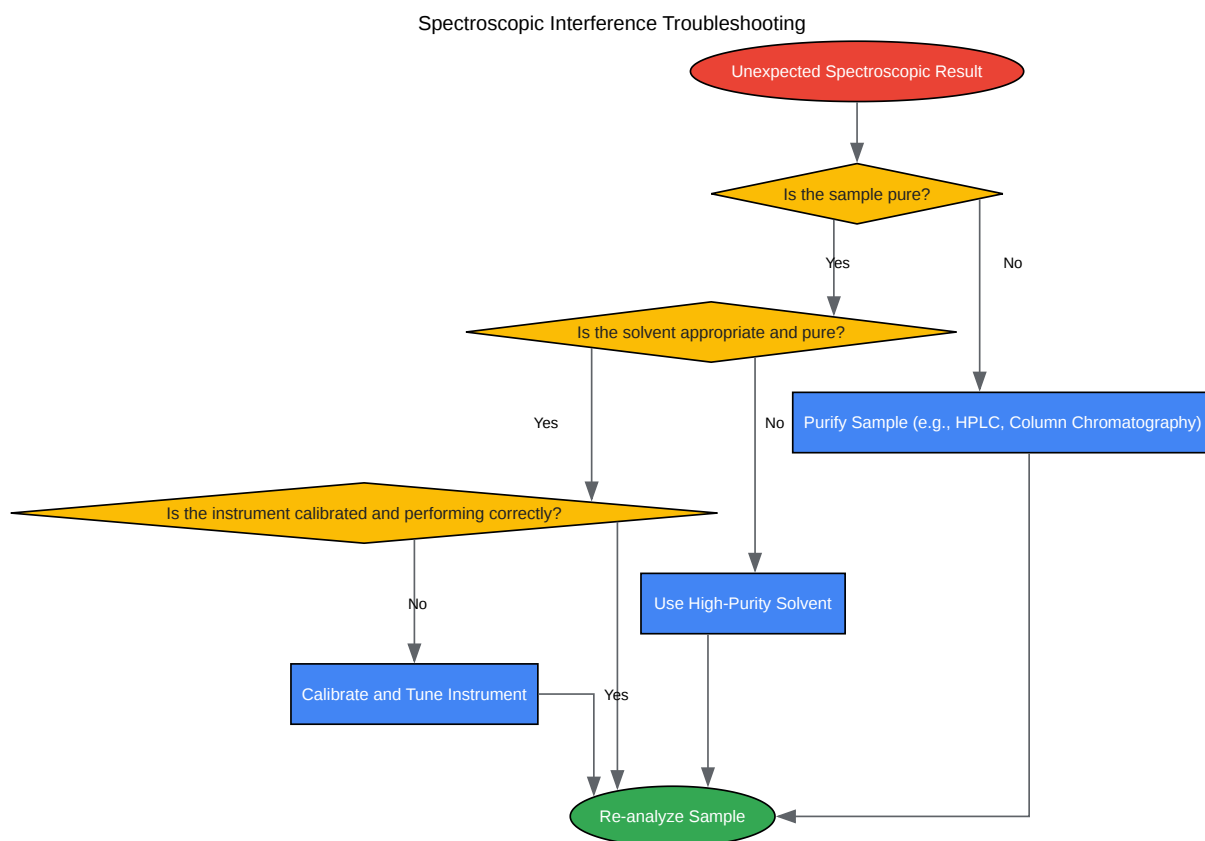 Spectroscopic Interference Troubleshooting
Unexpected Spectroscopic Result
Is the sample pure?
Yes
No
Is the solvent appropriate and pure?
Purify Sample (e.g., HPLC, Column Chromatography)
Yes
No
Is the instrument calibrated and performing correctly?
No
Use High-Purity Solvent
Calibrate and Tune Instrument
Yes
Re-analyze Sample